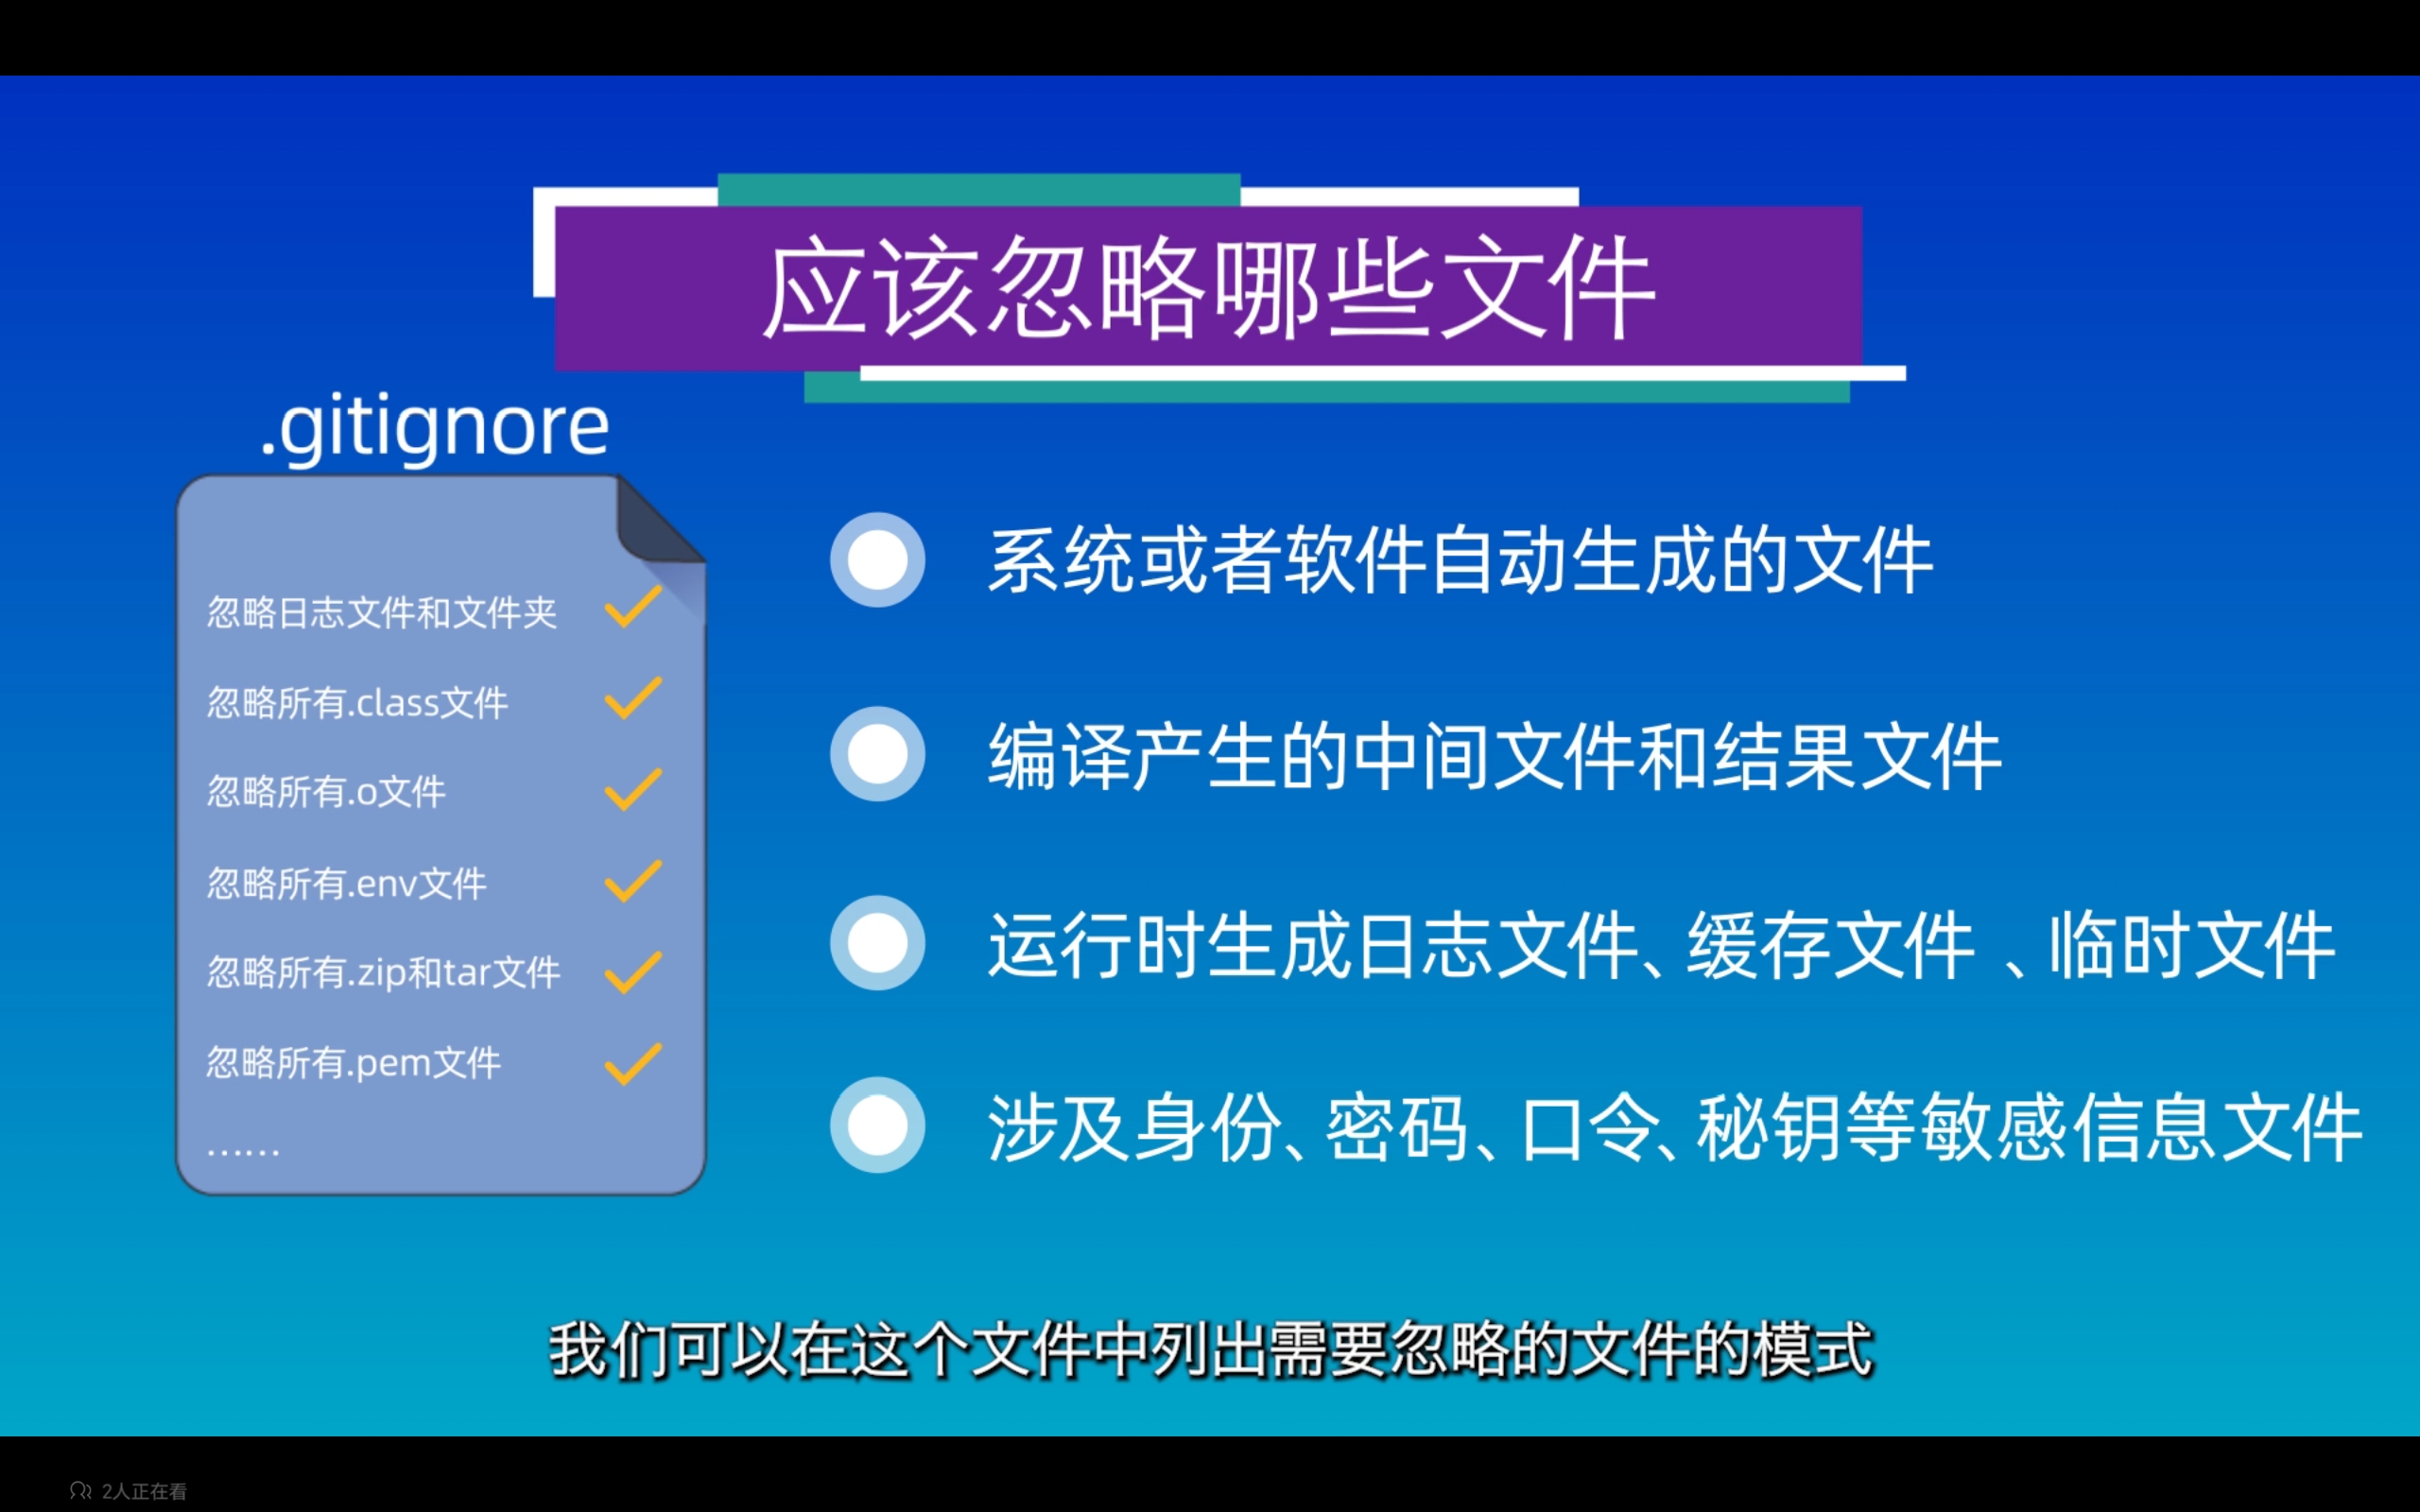 应该忽略哪些文件
.gitignore
忽略日志文件和文件夹
忽略所有.class文件
忽略所有.o文件
忽略所有.env文件
忽略所有.zip和tar文件
忽略所有.pem文件
……
系统或者软件自动生成的文件
编译产生的中间文件和结果文件
运行时生成日志文件、缓存文件 、临时文件
涉及身份、密码、口令、秘钥等敏感信息文件
我们可以在这个文件中列出需要忽略的文件的模式
2人正在看